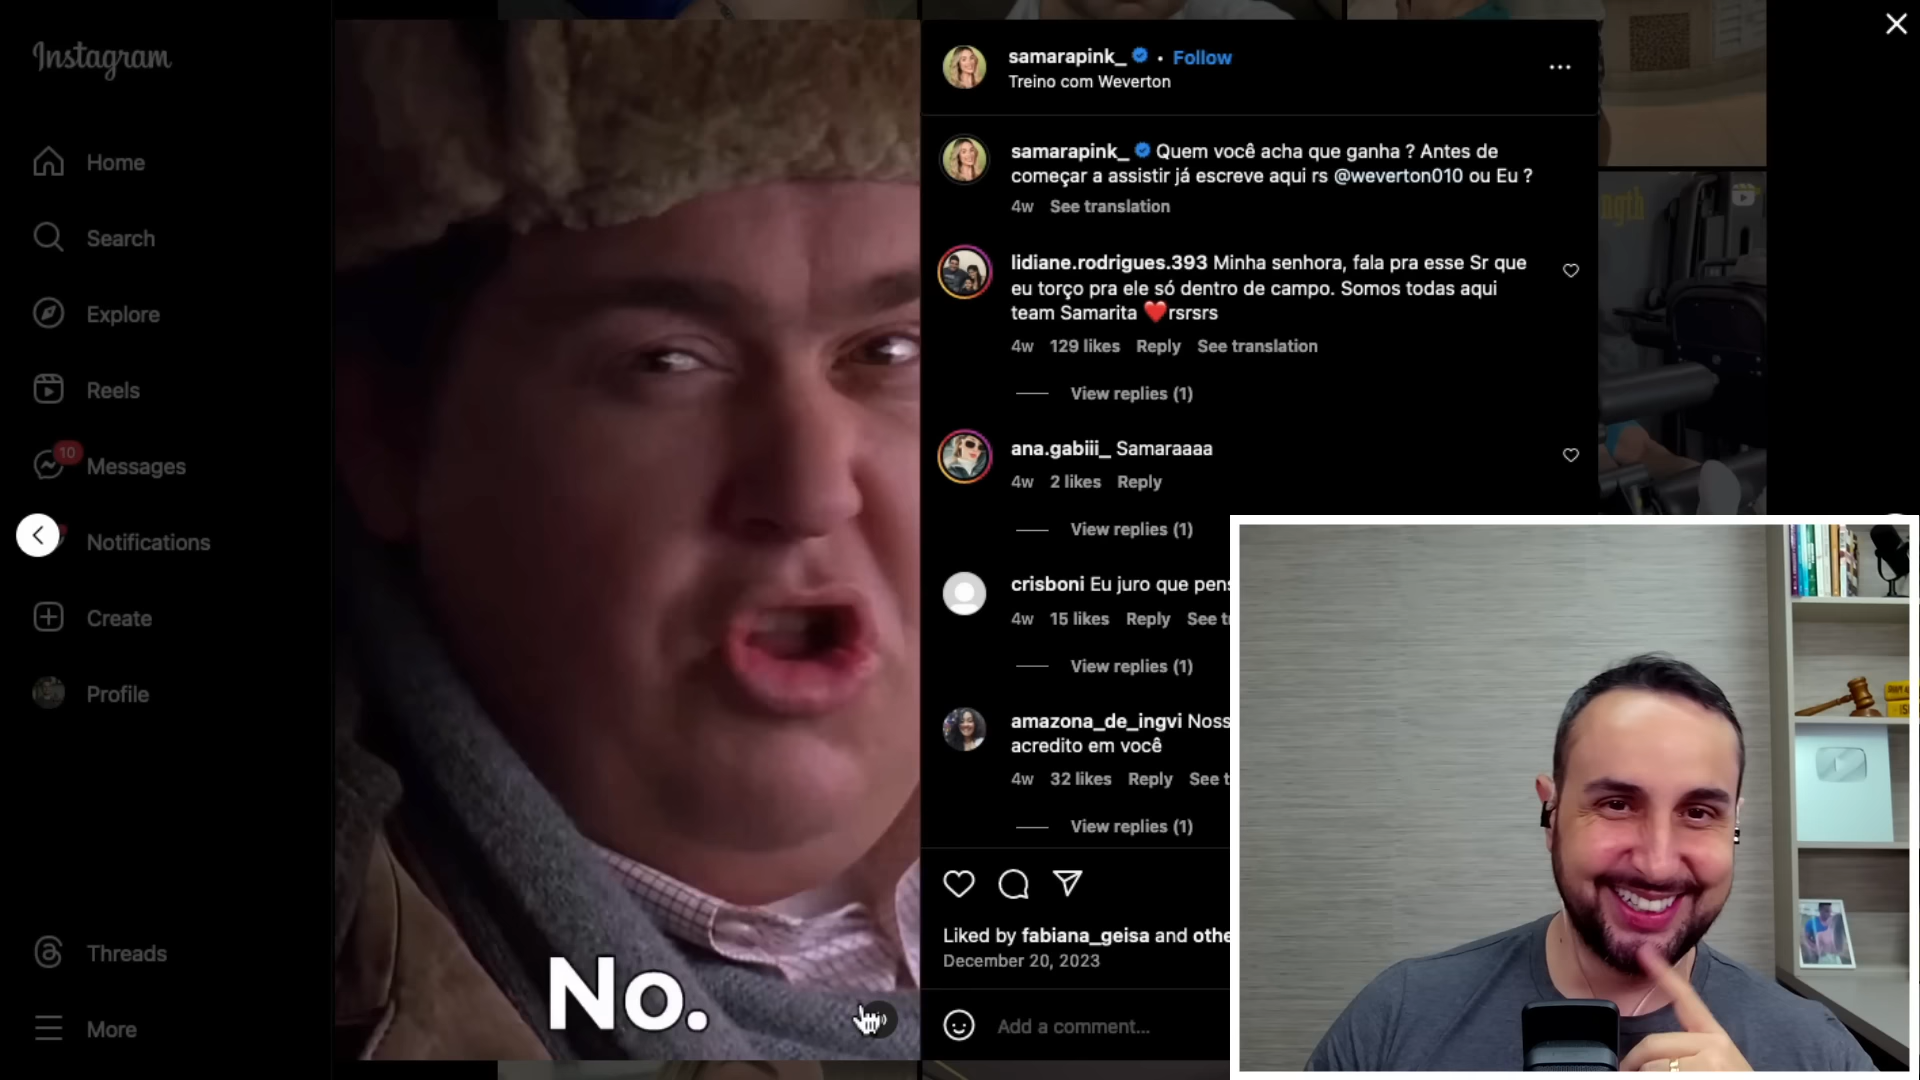 Instagram
Home
Search
Explore
Reels
10
Messages
Notifications
Create
Profile
Threads
More
No.
samarapink_ • Follow
Treino com Weverton
samarapink_ Quem você acha que ganha ? Antes de
começar a assistir já escreve aqui rs @weverton010 ou Eu ?
4w See translation
lidiane.rodrigues.393 Minha senhora, fala pra esse Sr que
eu torço pra ele só dentro de campo. Somos todas aqui
team Samarita ❤️rsrsrs
4w 129 likes Reply See translation
View replies (1)
ana.gabiii_ Samaraaaa
4w 2 likes Reply
View replies (1)
crisboni Eu juro que pens
4w 15 likes Reply See t
View replies (1)
amazona_de_ingvi Noss
acredito em você
4w 32 likes Reply See t
View replies (1)
Liked by fabiana_geisa and othe
December 20, 2023
Add a comment...
ngth